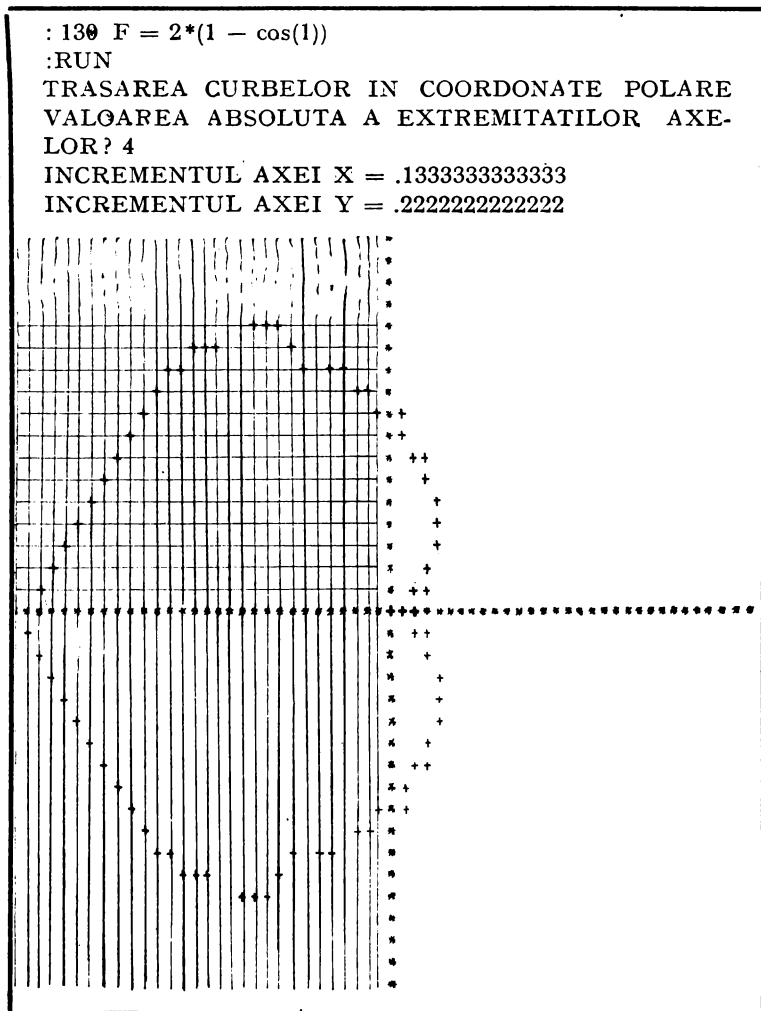 : 130 F = 2*(1 — cos(1))
:RUN
TRASAREA CURBELOR IN COORDONATE POLARE
VALOAREA ABSOLUTA A EXTREMITATILOR AXE-
LOR? 4
INCREMENTUL AXEI X = .1333333333333
INCREMENTUL AXEI Y = .2222222222222